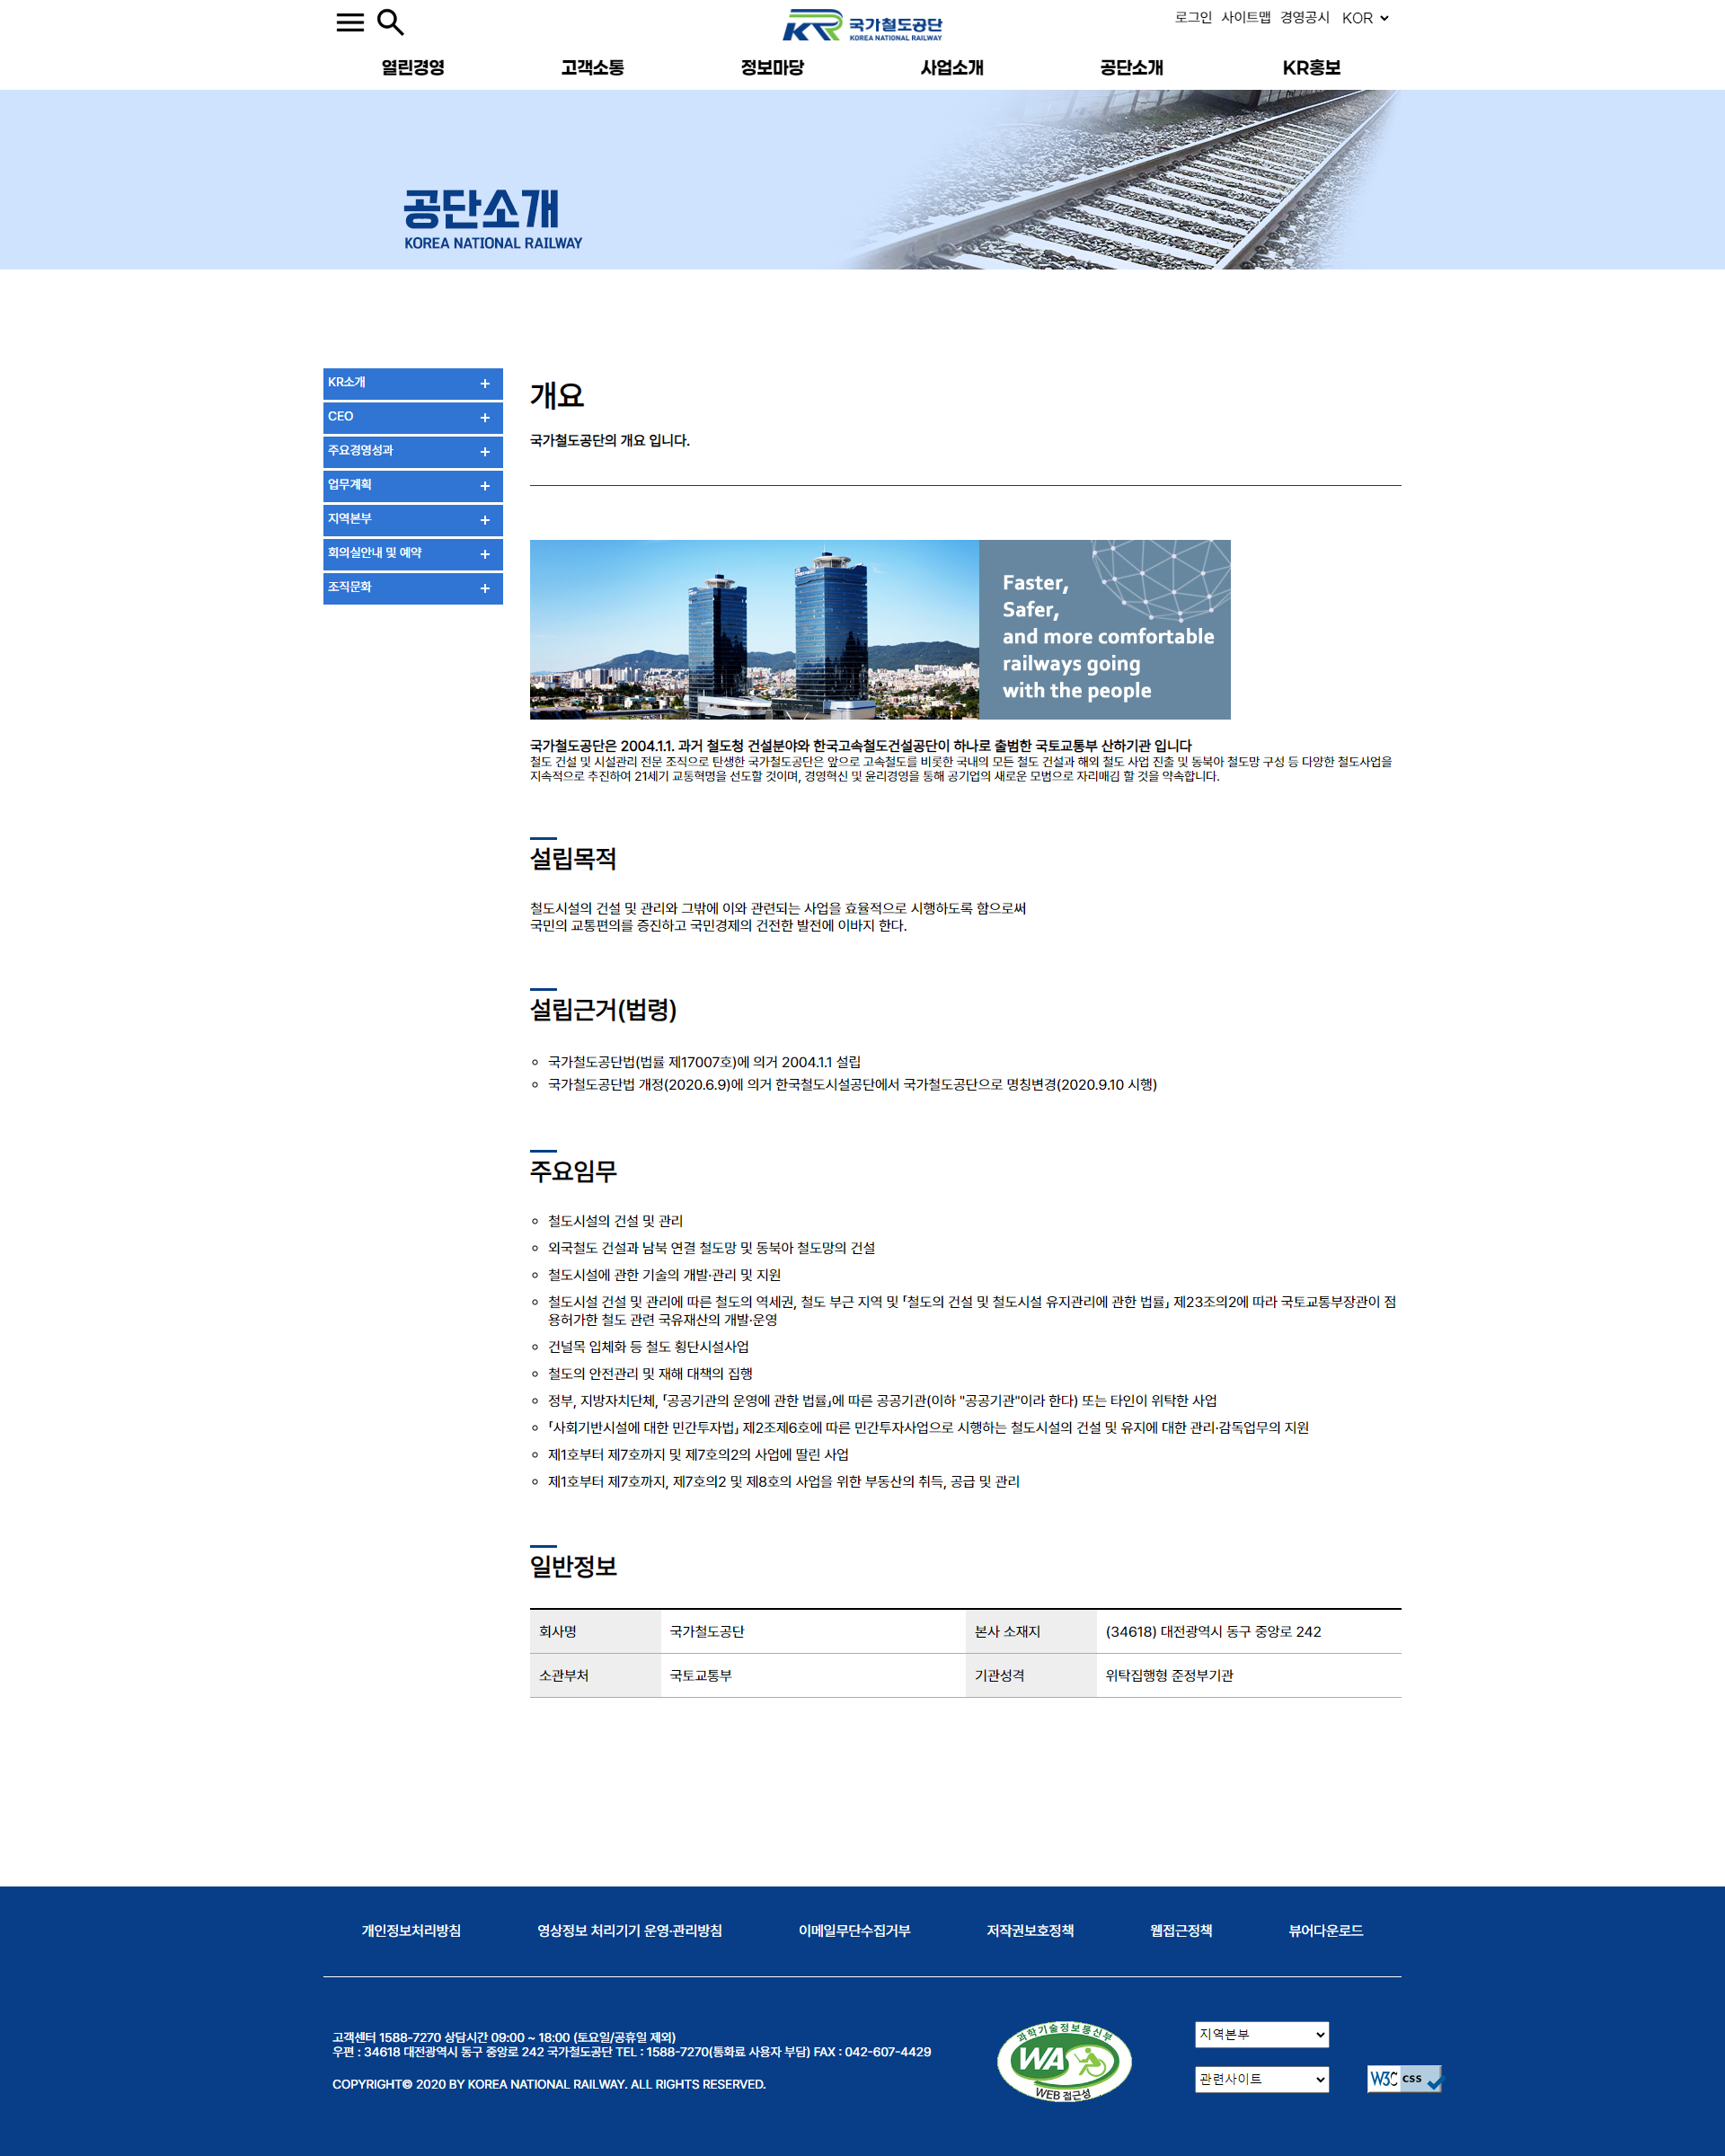 KR 국가철도공단
KOREA NATIONAL RAILWAY
로그인 사이트맵 경영공시 KOR
열린경영 고객소통 정보마당 사업소개 공단소개 KR홍보
공단소개
KOREA NATIONAL RAILWAY
KR소개 +
CEO +
주요경영성과 +
업무계획 +
지역본부 +
회의실안내 및 예약 +
조직문화 +
개요
국가철도공단의 개요 입니다.
Faster,
Safer,
and more comfortable
railways going
with the people
국가철도공단은 2004.1.1. 과거 철도청 건설분야와 한국고속철도건설공단이 하나로 출범한 국토교통부 산하기관 입니다
철도 건설 및 시설관리 전문 조직으로 탄생한 국가철도공단은 앞으로 고속철도를 비롯한 국내의 모든 철도 건설과 해외 철도 사업 진출 및 동북아 철도망 구성 등 다양한 철도사업을
지속적으로 추진하여 21세기 교통혁명을 선도할 것이며, 경영혁신 및 윤리경영을 통해 공기업의 새로운 모범으로 자리매김 할 것을 약속합니다.
설립목적
철도시설의 건설 및 관리와 그밖에 이와 관련되는 사업을 효율적으로 시행하도록 함으로써
국민의 교통편의를 증진하고 국민경제의 건전한 발전에 이바지 한다.
설립근거(법령)
국가철도공단법(법률 제17007호)에 의거 2004.1.1 설립
국가철도공단법 개정(2020.6.9)에 의거 한국철도시설공단에서 국가철도공단으로 명칭변경(2020.9.10 시행)
주요임무
철도시설의 건설 및 관리
외국철도 건설과 남북 연결 철도망 및 동북아 철도망의 건설
철도시설에 관한 기술의 개발·관리 및 지원
철도시설 건설 및 관리에 따른 철도의 역세권, 철도 부근 지역 및 「철도의 건설 및 철도시설 유지관리에 관한 법률」 제23조의2에 따라 국토교통부장관이 점
용허가한 철도 관련 국유재산의 개발·운영
건널목 입체화 등 철도 횡단시설사업
철도의 안전관리 및 재해 대책의 집행
정부, 지방자치단체, 「공공기관의 운영에 관한 법률」에 따른 공공기관(이하 "공공기관"이라 한다) 또는 타인이 위탁한 사업
「사회기반시설에 대한 민간투자법」 제2조제6호에 따른 민간투자사업으로 시행하는 철도시설의 건설 및 유지에 대한 관리·감독업무의 지원
제1호부터 제7호까지 및 제7호의2의 사업에 딸린 사업
제1호부터 제7호까지, 제7호의2 및 제8호의 사업을 위한 부동산의 취득, 공급 및 관리
일반정보
회사명 국가철도공단 본사 소재지 (34618) 대전광역시 동구 중앙로 242
소관부처 국토교통부 기관성격 위탁집행형 준정부기관
개인정보처리방침 영상정보 처리기기 운영·관리방침 이메일무단수집거부 저작권보호정책 웹접근정책 뷰어다운로드
고객센터 1588-7270 상담시간 09:00 ~ 18:00 (토요일/공휴일 제외)
우편 : 34618 대전광역시 동구 중앙로 242 국가철도공단 TEL : 1588-7270(통화료 사용자 부담) FAX : 042-607-4429
COPYRIGHT© 2020 BY KOREA NATIONAL RAILWAY. ALL RIGHTS RESERVED.
과학기술정보통신부
WA
WEB 접근성
지역본부
관련사이트
W3C css